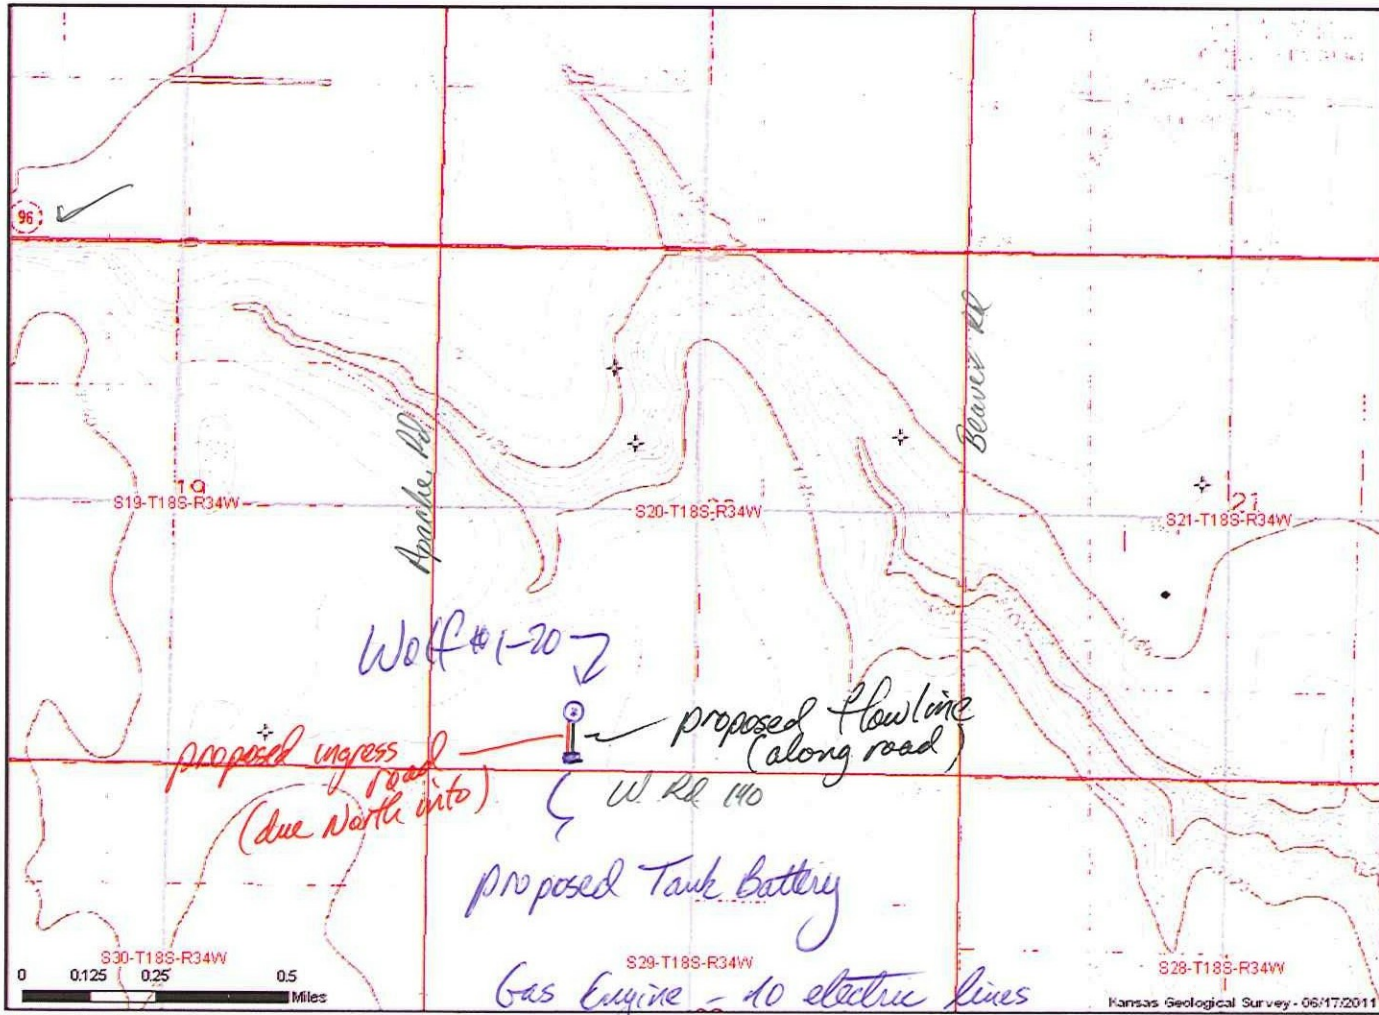 96
Beaver Rd
19
S19-T18S-R34W
Apache Rd
S20-T18S-R34W
21
S21-T18S-R34W
Wolf #1-20
proposed flowline
(along road)
proposed ingress
road
(due North into)
W. Rd 140
proposed Tank Battery
S30-T18S-R34W
S29-T18S-R34W
S28-T18S-R34W
0 0.125 0.25 0.5
Miles
Gas Engine - no electric lines
Kansas Geological Survey - 06/17/2011